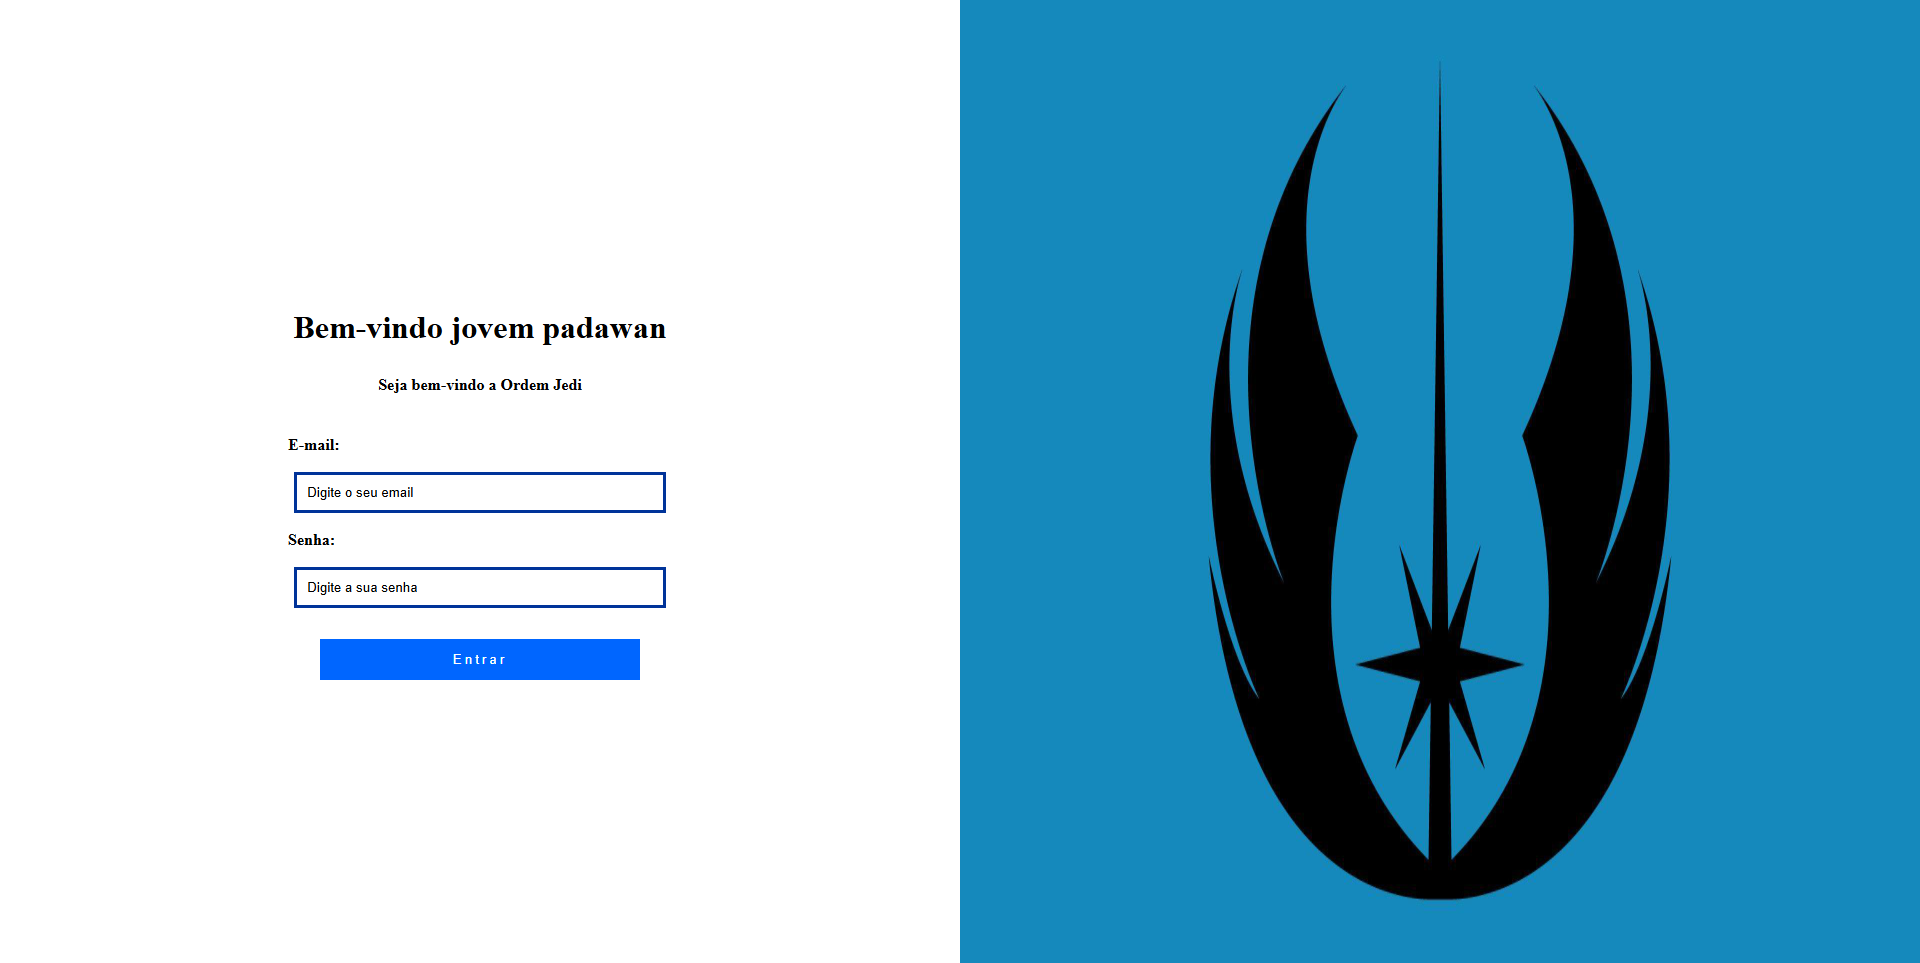 Bem-vindo jovem padawan
Seja bem-vindo a Ordem Jedi
E-mail:
Digite o seu email
Senha:
Digite a sua senha
Entrar